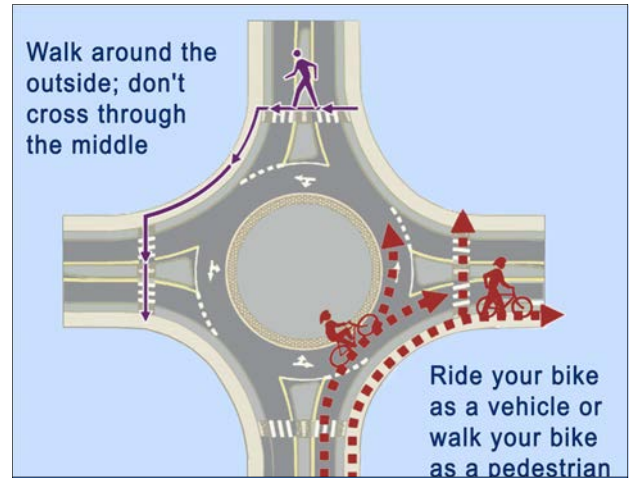 Walk around the
outside; don't
cross through
the middle
Ride your bike
as a vehicle or
walk your bike
as a pedestrian